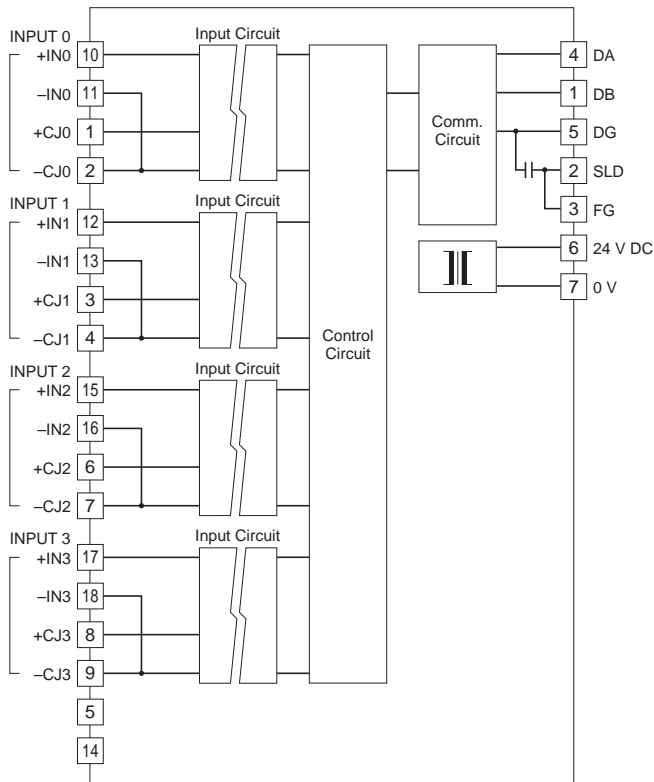 INPUT 0
Input Circuit
+IN0 10
–IN0 11
+CJ0 1
–CJ0 2
INPUT 1
Input Circuit
+IN1 12
–IN1 13
+CJ1 3
–CJ1 4
INPUT 2
Input Circuit
+IN2 15
–IN2 16
+CJ2 6
–CJ2 7
INPUT 3
Input Circuit
+IN3 17
–IN3 18
+CJ3 8
–CJ3 9
5
14
Control
Circuit
Comm.
Circuit
4 DA
1 DB
5 DG
2 SLD
3 FG
6 24 V DC
7 0 V